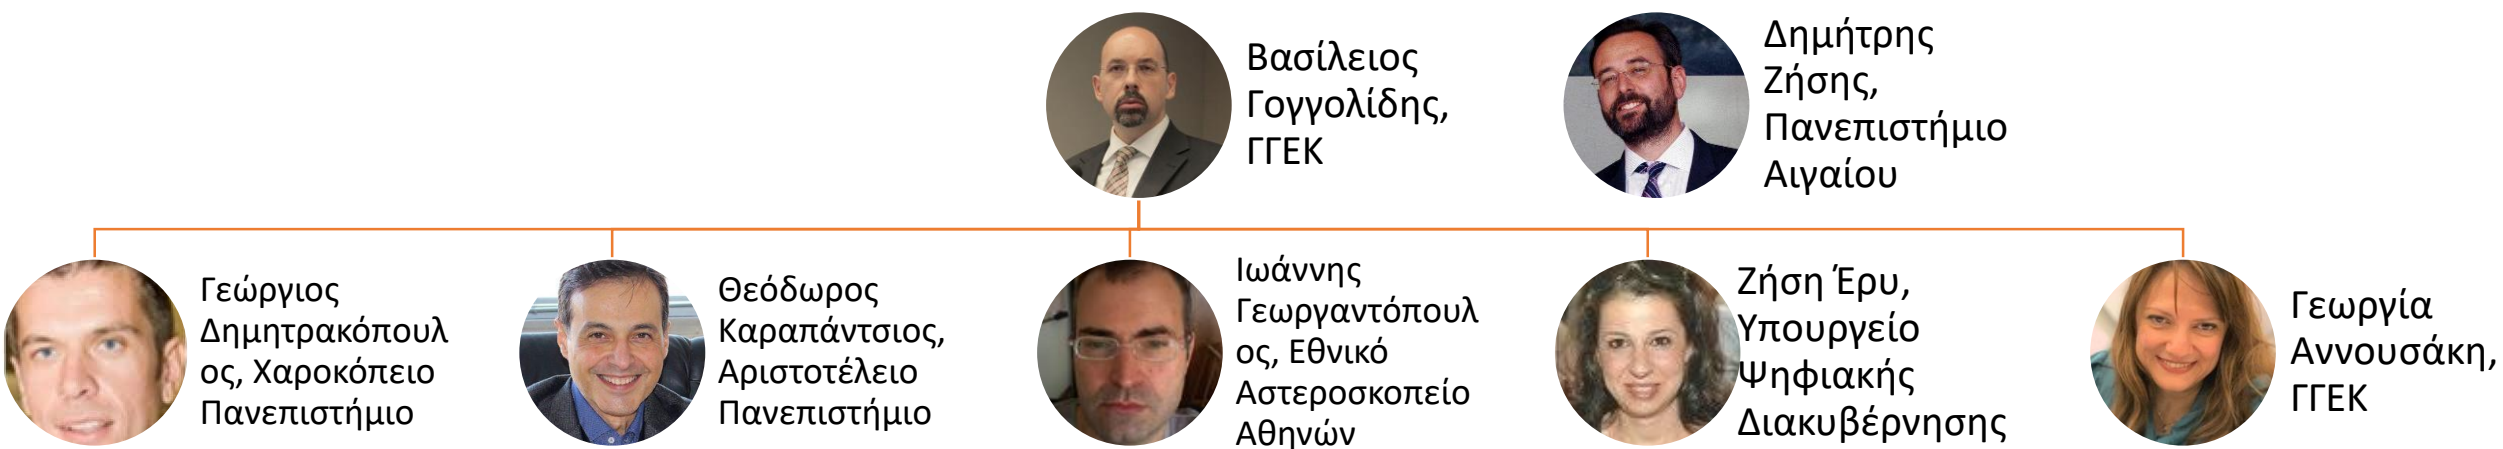 Βασίλειος
Γογγολίδης,
ΓΓΕΚ
Δημήτρης
Ζήσης,
Πανεπιστήμιο
Αιγαίου
Γεώργιος
Δημητρακόπουλ
ος, Χαροκόπειο
Πανεπιστήμιο
Θεόδωρος
Καραπάντσιος,
Αριστοτέλειο
Πανεπιστήμιο
Ιωάννης
Γεωργαντόπουλ
ος, Εθνικό
Αστεροσκοπείο
Αθηνών
Ζήση Έρυ,
Υπουργείο
Ψηφιακής
Διακυβέρνησης
Γεωργία
Αννουσάκη,
ΓΓΕΚ